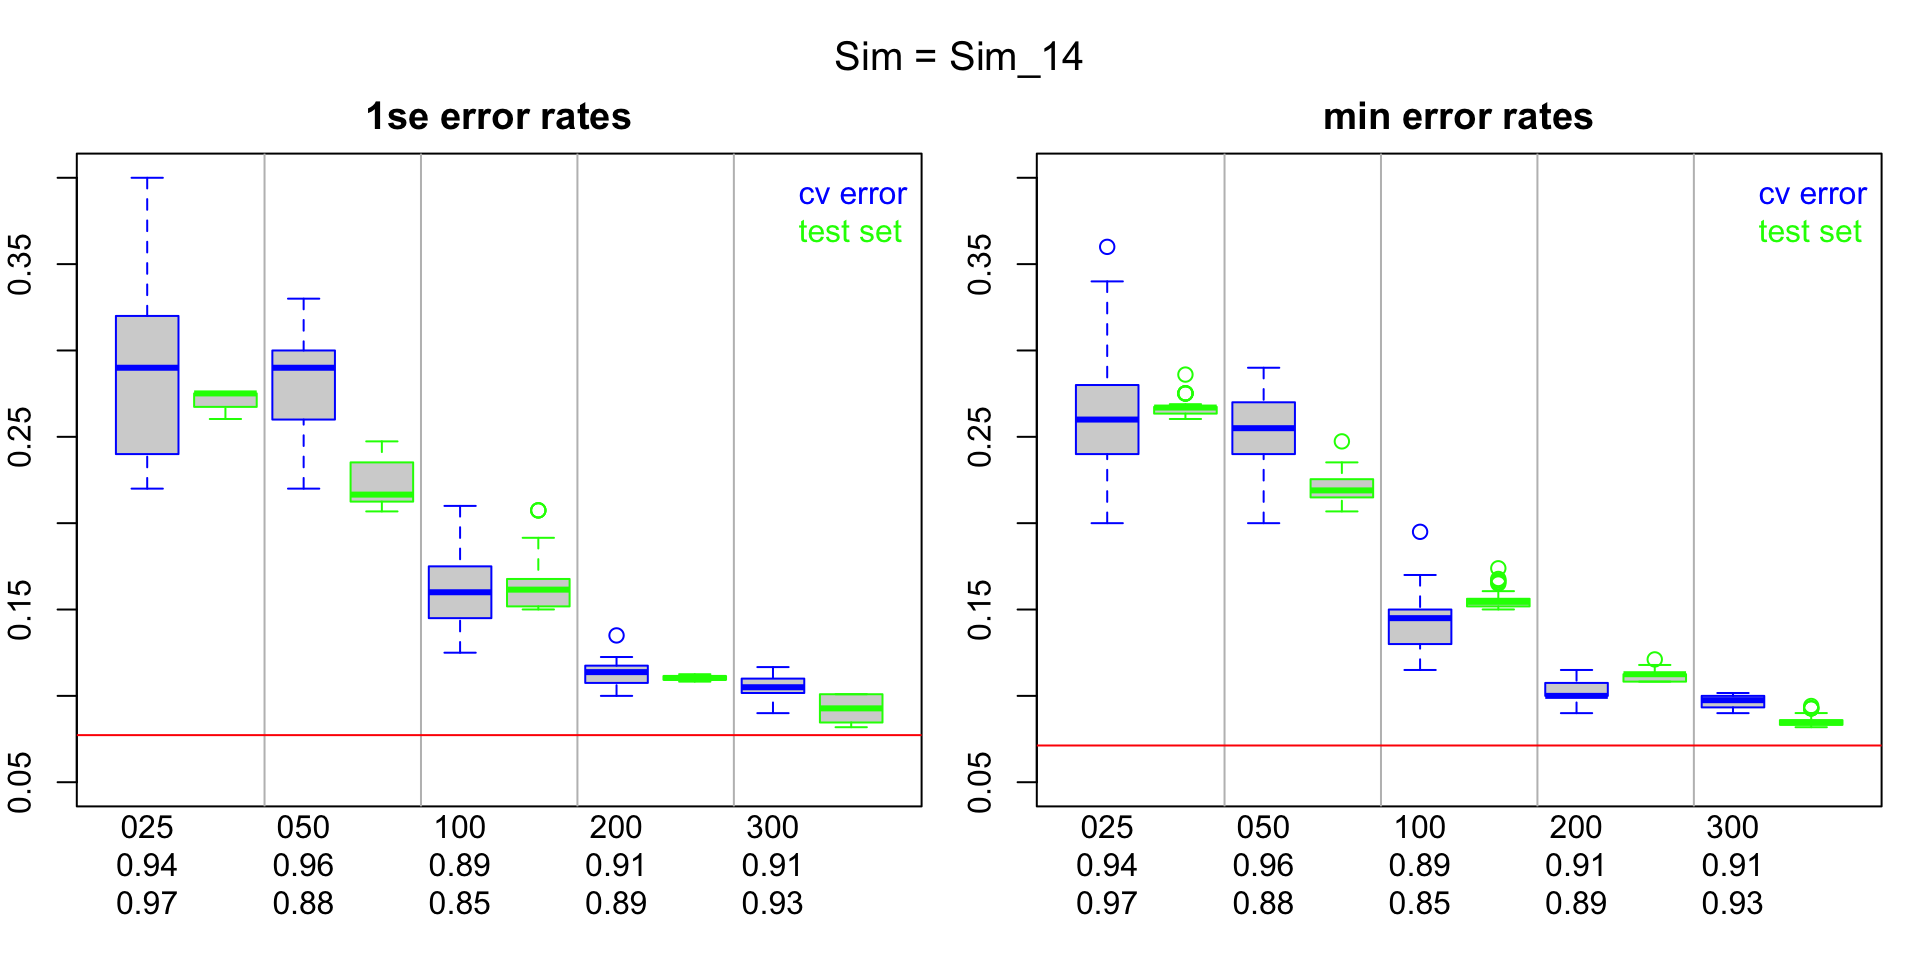 Sim = Sim_14
1se error rates
cv error
test set
0.35
0.25
0.15
0.05
025 050 100 200 300
0.94 0.96 0.89 0.91 0.91
0.97 0.88 0.85 0.89 0.93
min error rates
cv error
test set
0.35
0.25
0.15
0.05
025 050 100 200 300
0.94 0.96 0.89 0.91 0.91
0.97 0.88 0.85 0.89 0.93